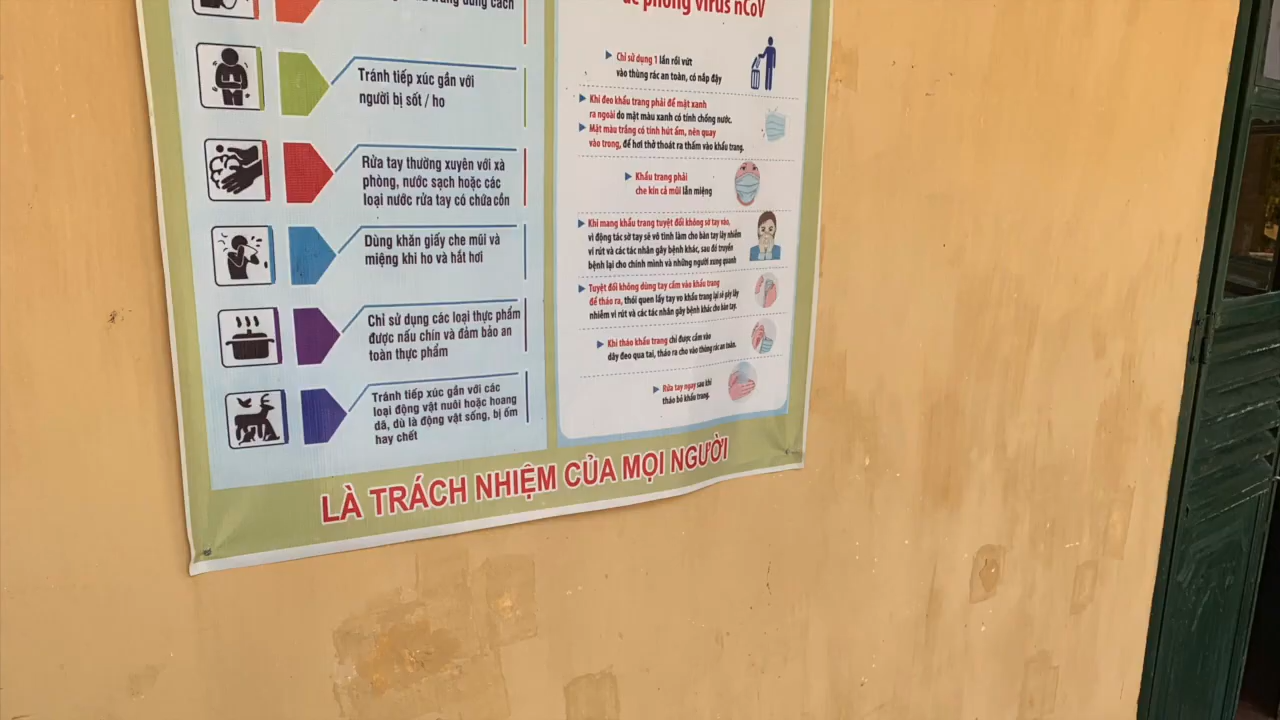 trang đúng cách
Tránh tiếp xúc gần với
người bị sốt / ho
Rửa tay thường xuyên với xà
phòng, nước sạch hoặc các
loại nước rửa tay có chứa cồn
Dùng khăn giấy che mũi và
miệng khi ho và hắt hơi
Chỉ sử dụng các loại thực phẩm
được nấu chín và đảm bảo an
toàn thực phẩm
Tránh tiếp xúc gần với các
loại động vật nuôi hoặc hoang
dã, dù là động vật sống, bị ốm
hay chết
phòng virus nCoV
Chỉ sử dụng 1 lần rồi vứt
vào thùng rác an toàn, có nắp đậy
Khi đeo khẩu trang phải để mặt xanh
ra ngoài do mặt màu xanh có tính chống nước.
Mặt màu trắng có tính hút ẩm, nên quay
vào trong, để hơi thở thoát ra thấm vào khẩu trang.
Khẩu trang phải
che kín cả mũi lẫn miệng
Khi mang khẩu trang tuyệt đối không sờ tay vào,
vì động tác sờ tay sẽ vô tình làm cho bàn tay lây nhiễm
vi rút và các tác nhân gây bệnh khác, sau đó truyền
bệnh lại cho chính mình và những người xung quanh
Tuyệt đối không dùng tay cầm vào khẩu trang
để tháo ra, thói quen lấy tay vo khẩu trang lại sẽ gây lây
nhiễm vi rút và các tác nhân gây bệnh khác cho bàn tay.
Khi tháo khẩu trang chỉ được cầm vào
dây đeo qua tai, tháo ra cho vào thùng rác an toàn.
Rửa tay ngay sau khi
tháo bỏ khẩu trang.
LÀ TRÁCH NHIỆM CỦA MỌI NGƯỜI